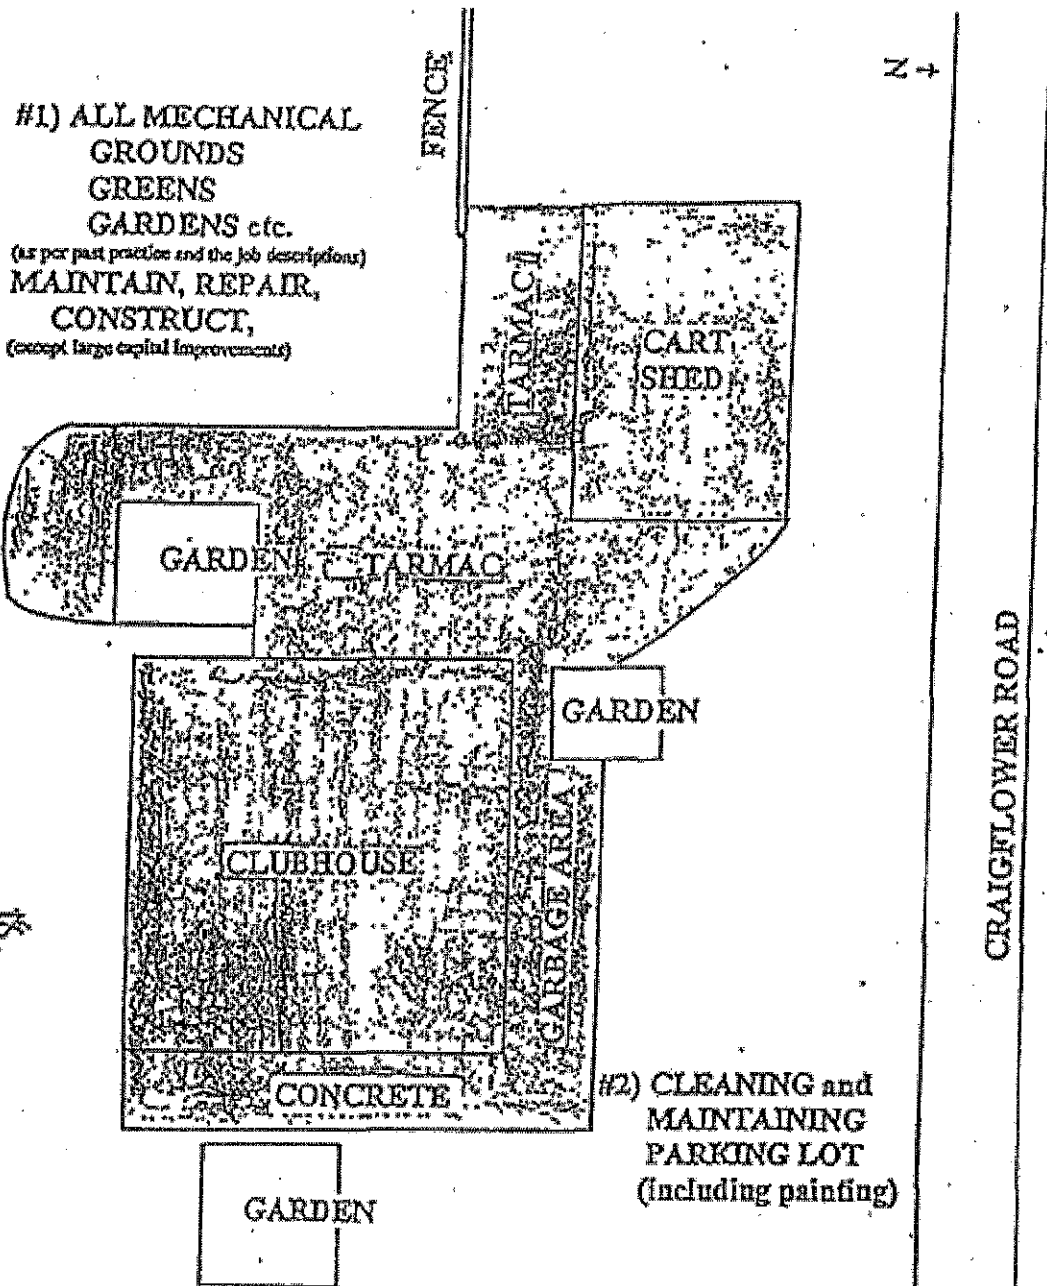 FENCE
N
#1) ALL MECHANICAL
GROUNDS
GREENS
GARDENS etc.
(as per past practice and the job descriptions)
MAINTAIN, REPAIR,
CONSTRUCT,
(except large capital improvements)
TARMAC
CART
SHED
GARDEN
TARMAC
GARDEN
CLUBHOUSE
GARBAGE AREA
CRAIGFLOWER ROAD
CONCRETE
#2) CLEANING and
MAINTAINING
PARKING LOT
(including painting)
GARDEN